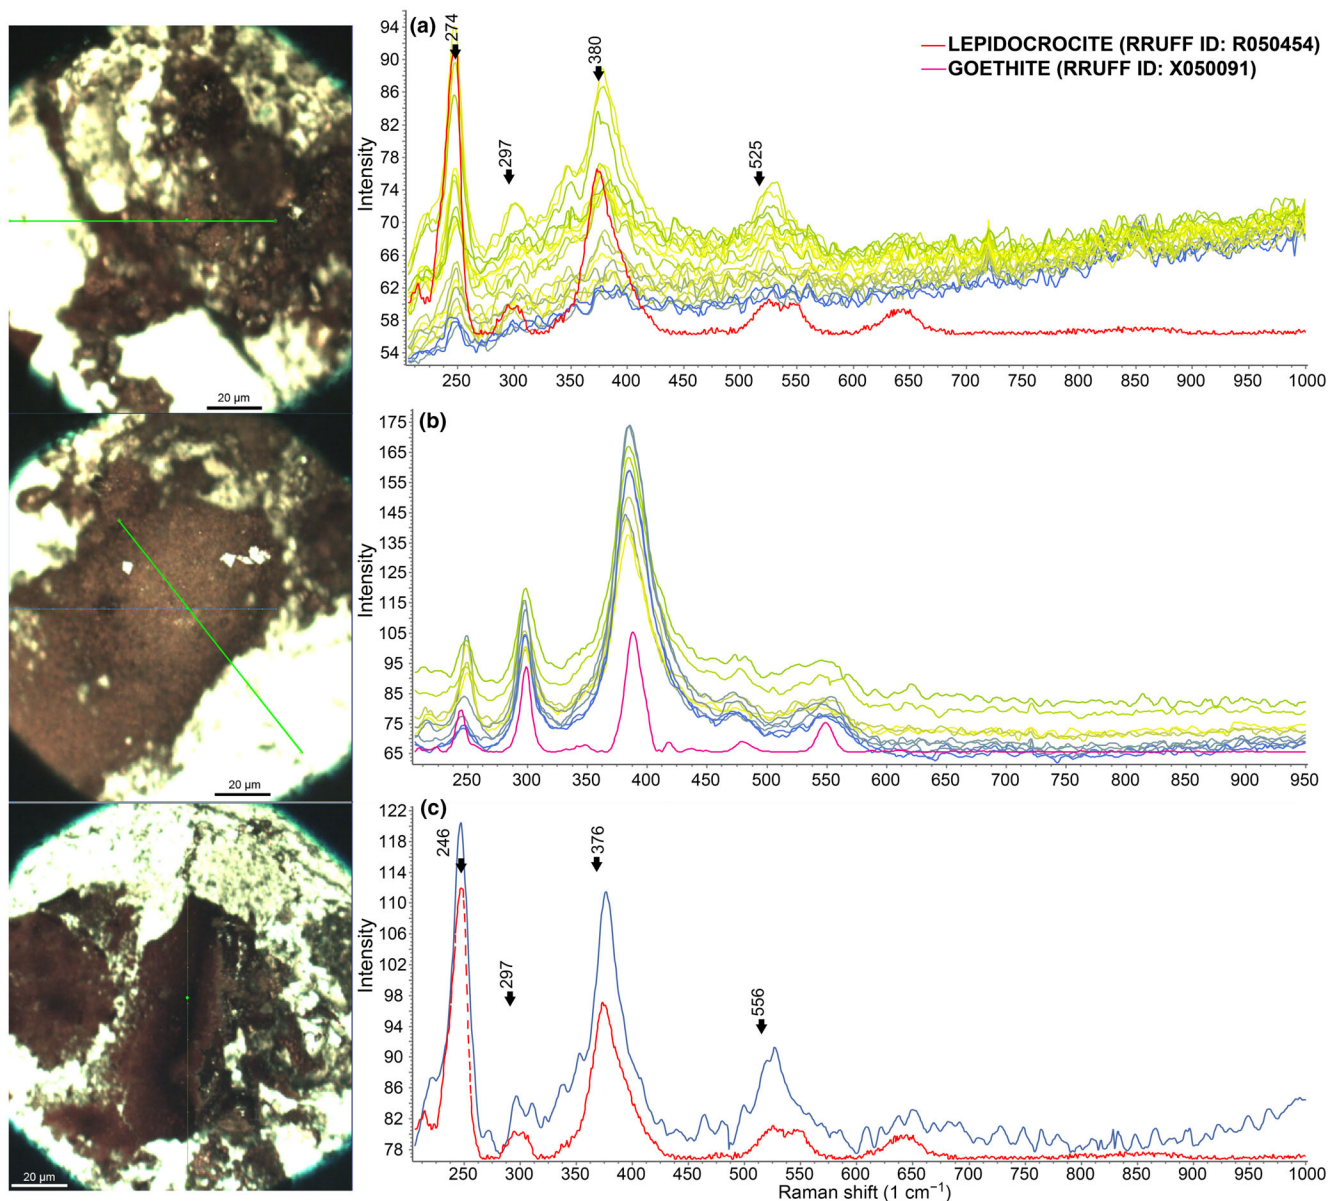 (a)
274
380
297
525
LEPIDOCROCITE (RRUFF ID: R050454)
GOETHITE (RRUFF ID: X050091)
Intensity
94
90
86
82
78
74
70
66
62
58
54
250 300 350 400 450 500 550 600 650 700 750 800 850 900 950 1000
20 µm
(b)
Intensity
175
165
155
145
135
125
115
105
95
85
75
65
250 300 350 400 450 500 550 600 650 700 750 800 850 900 950
20 µm
(c)
246
376
297
556
Intensity
122
118
114
110
106
102
98
94
90
86
82
78
250 300 350 400 450 500 550 600 650 700 750 800 850 900 950 1000
Raman shift (1 cm⁻¹)
20 µm